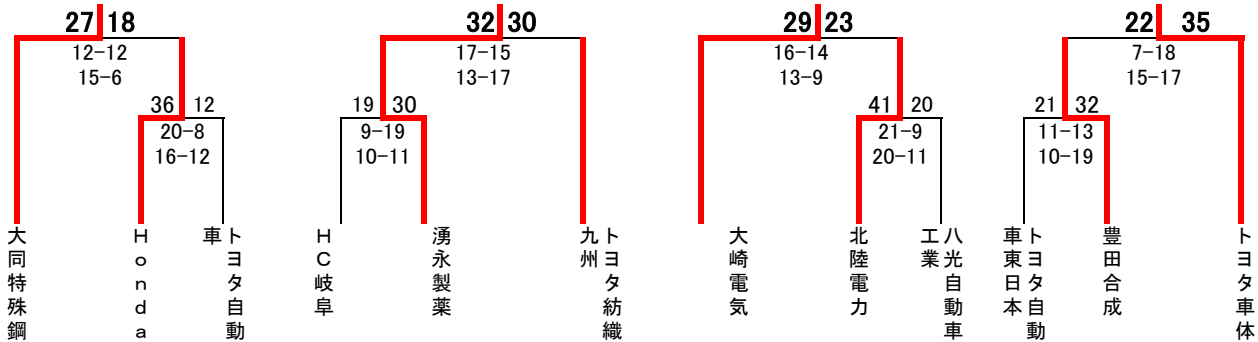 27 18
12-12
15-6
36 12
20-8
16-12
大同特殊鋼
Honda
トヨタ自動
車
32 30
17-15
13-17
19 30
9-19
10-11
HC岐阜
湧永製薬
トヨタ紡織
九州
29 23
16-14
13-9
41 20
21-9
20-11
大崎電気
北陸電力
八光自動車
工業
22 35
7-18
15-17
21 32
11-13
10-19
トヨタ自動
車東日本
豊田合成
トヨタ車体